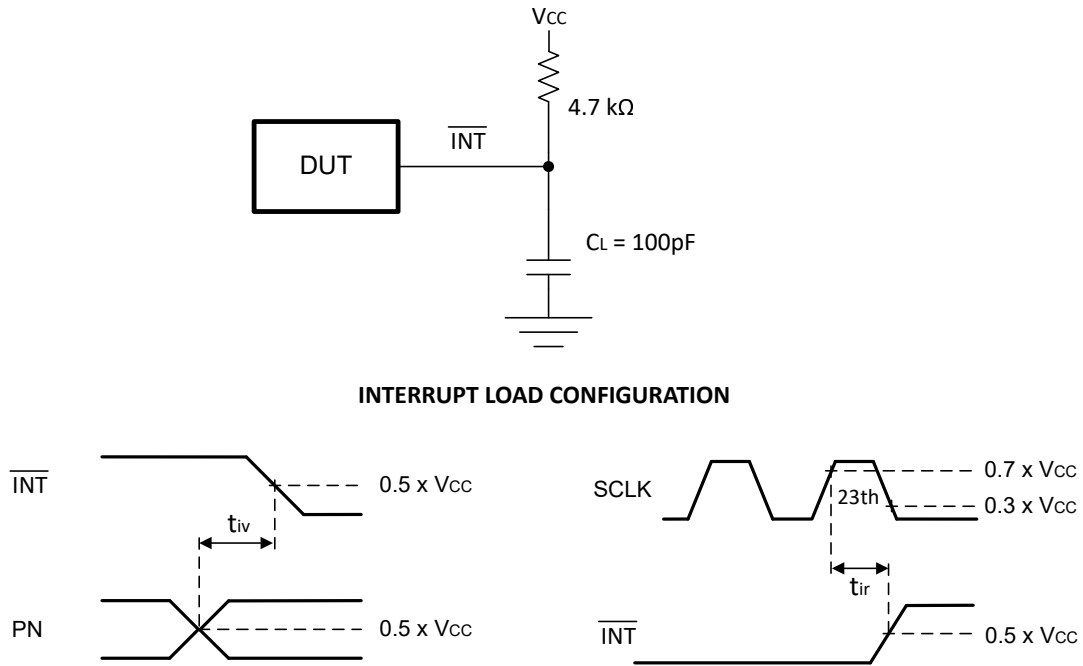 VCC
4.7 kΩ
INT
DUT
CL = 100pF
INTERRUPT LOAD CONFIGURATION
INT
0.5 x VCC
tiv
PN
0.5 x VCC
SCLK
23th
0.7 x VCC
0.3 x VCC
tir
INT
0.5 x VCC